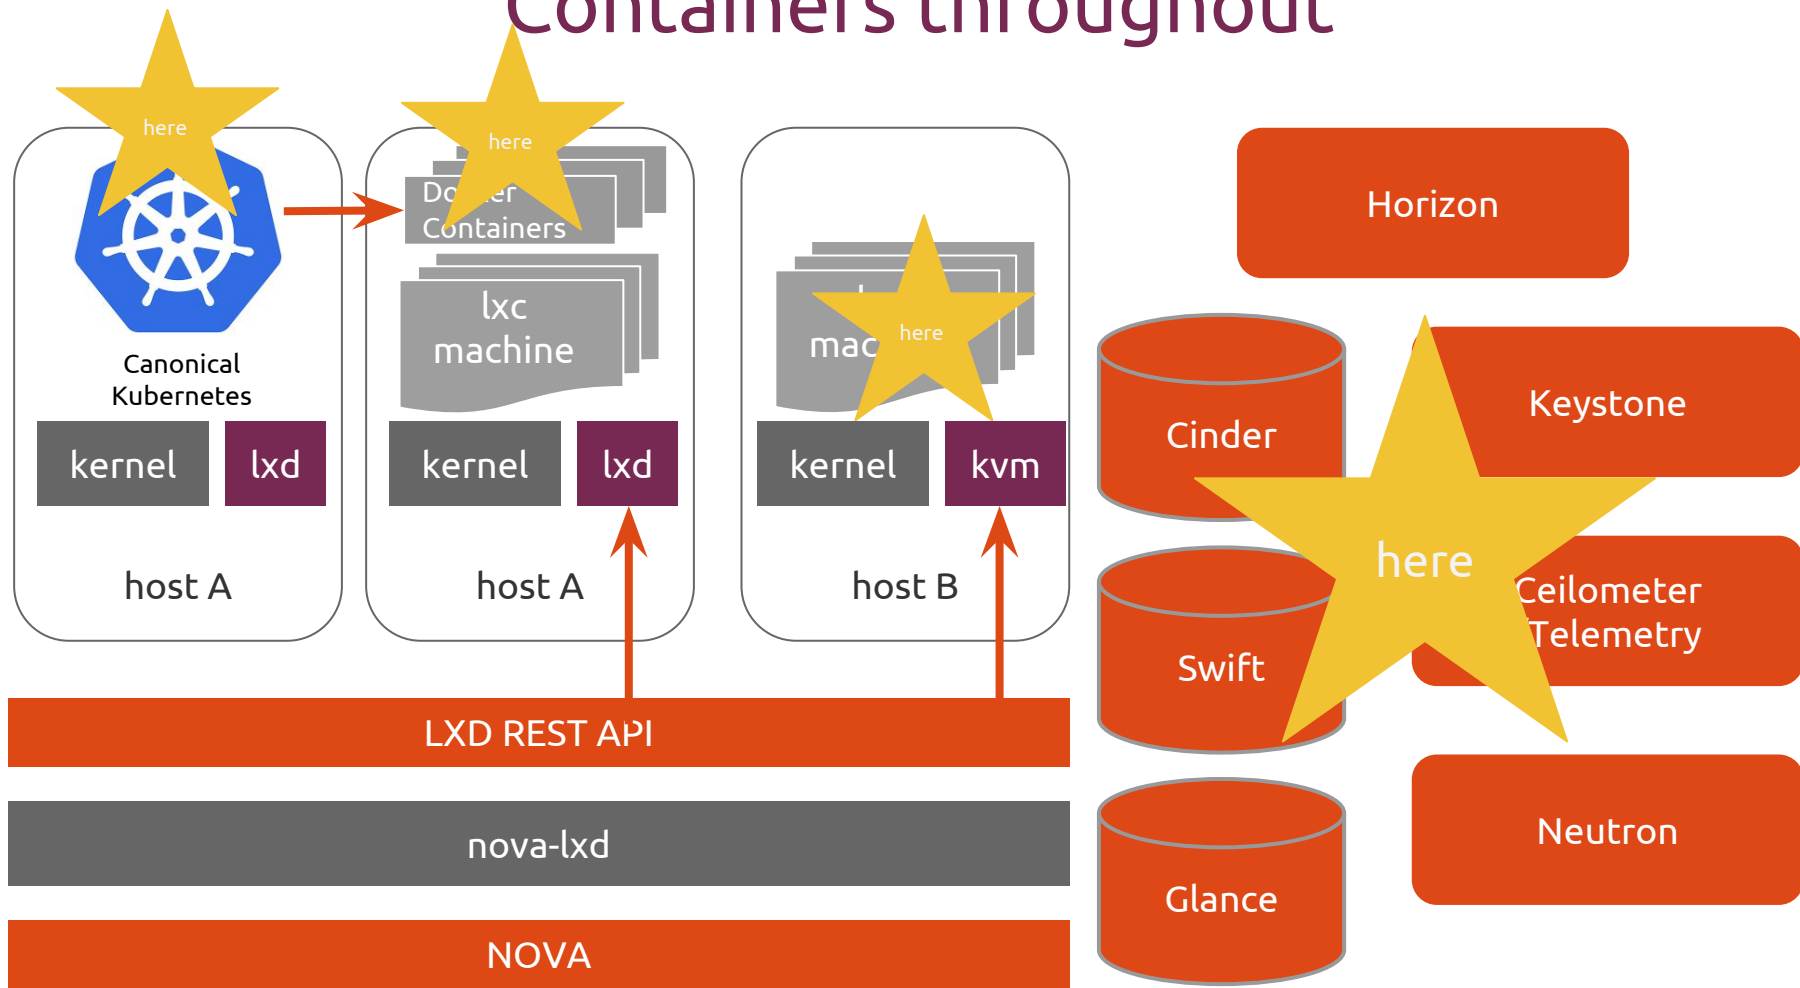 Containers throughout
here
here
Containers
lxc
machine
here
Canonical
Kubernetes
kernel
lxd
kernel
lxd
kernel
kvm
host A
host A
host B
LXD REST API
nova-lxd
NOVA
Horizon
Cinder
Keystone
here
Ceilometer
Telemetry
Swift
Neutron
Glance